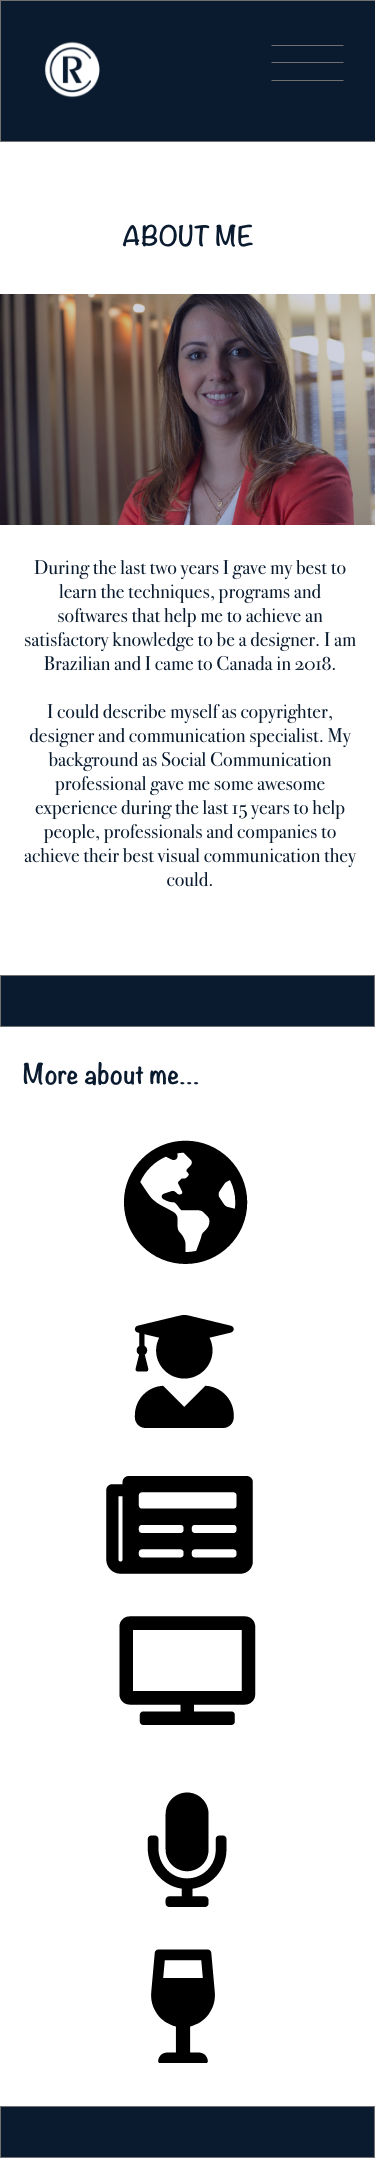 CR
ABOUT ME
During the last two years I gave my best to
learn the techniques, programs and
softwares that help me to achieve an
satisfactory knowledge to be a designer. I am
Brazilian and I came to Canada in 2018.
I could describe myself as copyrighter,
designer and communication specialist. My
background as Social Communication
professional gave me some awesome
experience during the last 15 years to help
people, professionals and companies to
achieve their best visual communication they
could.
More about me...